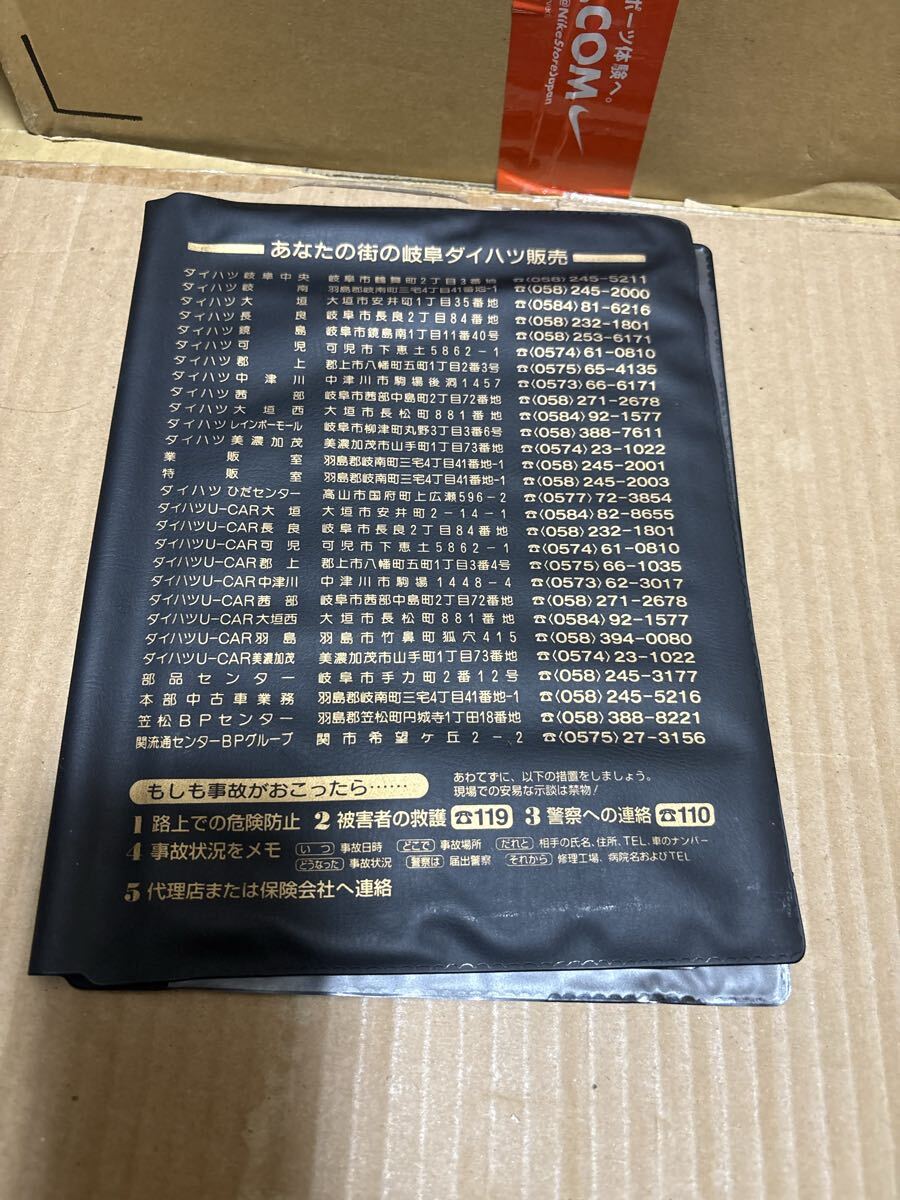 ポーツ体験へ。
@NikeStoreJapan
.COM
あなたの街の岐阜ダイハツ販売
ダイハツ岐阜中央 岐阜市鶴舞町2丁目3番地 ☎(058)245-5211
ダイハツ岐南 羽島郡岐南町三宅4丁目41番地-1 ☎(058)245-2000
ダイハツ大垣 大垣市安井町1丁目35番地 ☎(0584)81-6216
ダイハツ長良 岐阜市長良2丁目84番地 ☎(058)232-1801
ダイハツ鏡島 岐阜市鏡島南1丁目11番40号 ☎(058)253-6171
ダイハツ可児 可児市下恵土5862-1 ☎(0574)61-0810
ダイハツ郡上 郡上市八幡町五町1丁目2番3号 ☎(0575)65-4135
ダイハツ中津川 中津川市駒場後洞1457 ☎(0573)66-6171
ダイハツ茜部 岐阜市茜部中島町2丁目72番地 ☎(058)271-2678
ダイハツ大垣西 大垣市長松町881番地 ☎(0584)92-1577
ダイハツレインボーモール 岐阜市柳津町丸野3丁目3番6号 ☎(058)388-7611
ダイハツ美濃加茂 美濃加茂市山手町1丁目73番地 ☎(0574)23-1022
業販室 羽島郡岐南町三宅4丁目41番地-1 ☎(058)245-2001
特販室 羽島郡岐南町三宅4丁目41番地-1 ☎(058)245-2003
ダイハツひだセンター 高山市国府町上広瀬596-2 ☎(0577)72-3854
ダイハツU-CAR大垣 大垣市安井町2-14-1 ☎(0584)82-8655
ダイハツU-CAR長良 岐阜市長良2丁目84番地 ☎(058)232-1801
ダイハツU-CAR可児 可児市下恵土5862-1 ☎(0574)61-0810
ダイハツU-CAR郡上 郡上市八幡町五町1丁目3番4号 ☎(0575)66-1035
ダイハツU-CAR中津川 中津川市駒場1448-4 ☎(0573)62-3017
ダイハツU-CAR茜部 岐阜市茜部中島町2丁目72番地 ☎(058)271-2678
ダイハツU-CAR大垣西 大垣市長松町881番地 ☎(0584)92-1577
ダイハツU-CAR羽島 羽島市竹鼻町狐穴415 ☎(058)394-0080
ダイハツU-CAR美濃加茂 美濃加茂市山手町1丁目73番地 ☎(0574)23-1022
部品センター 岐阜市手力町2番12号 ☎(058)245-3177
本部中古車業務 羽島郡岐南町三宅4丁目41番地-1 ☎(058)245-5216
笠松BPセンター 羽島郡笠松町円城寺1丁田18番地 ☎(058)388-8221
関流通センターBPグループ 関市希望ヶ丘2-2 ☎(0575)27-3156
もしも事故がおこったら……
あわてずに、以下の措置をしましょう。
現場での安易な示談は禁物!
1 路上での危険防止 2 被害者の救護 ☎119 3 警察への連絡 ☎110
4 事故状況をメモ いつ 事故日時 どこで 事故場所 だれと 相手の氏名、住所、TEL、車のナンバー
どうなった 事故状況 警察は 届出警察 それから 修理工場、病院名およびTEL
5 代理店または保険会社へ連絡